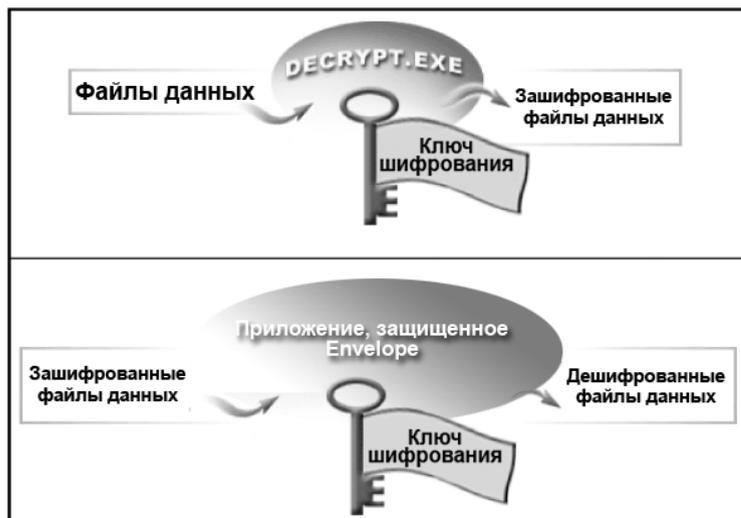 DECRYPT.EXE
Файлы данных
Зашифрованные
файлы данных
Ключ
шифрования
Приложение, защищенное
Envelope
Зашифрованные
файлы данных
Дешифрованные
файлы данных
Ключ
шифрования